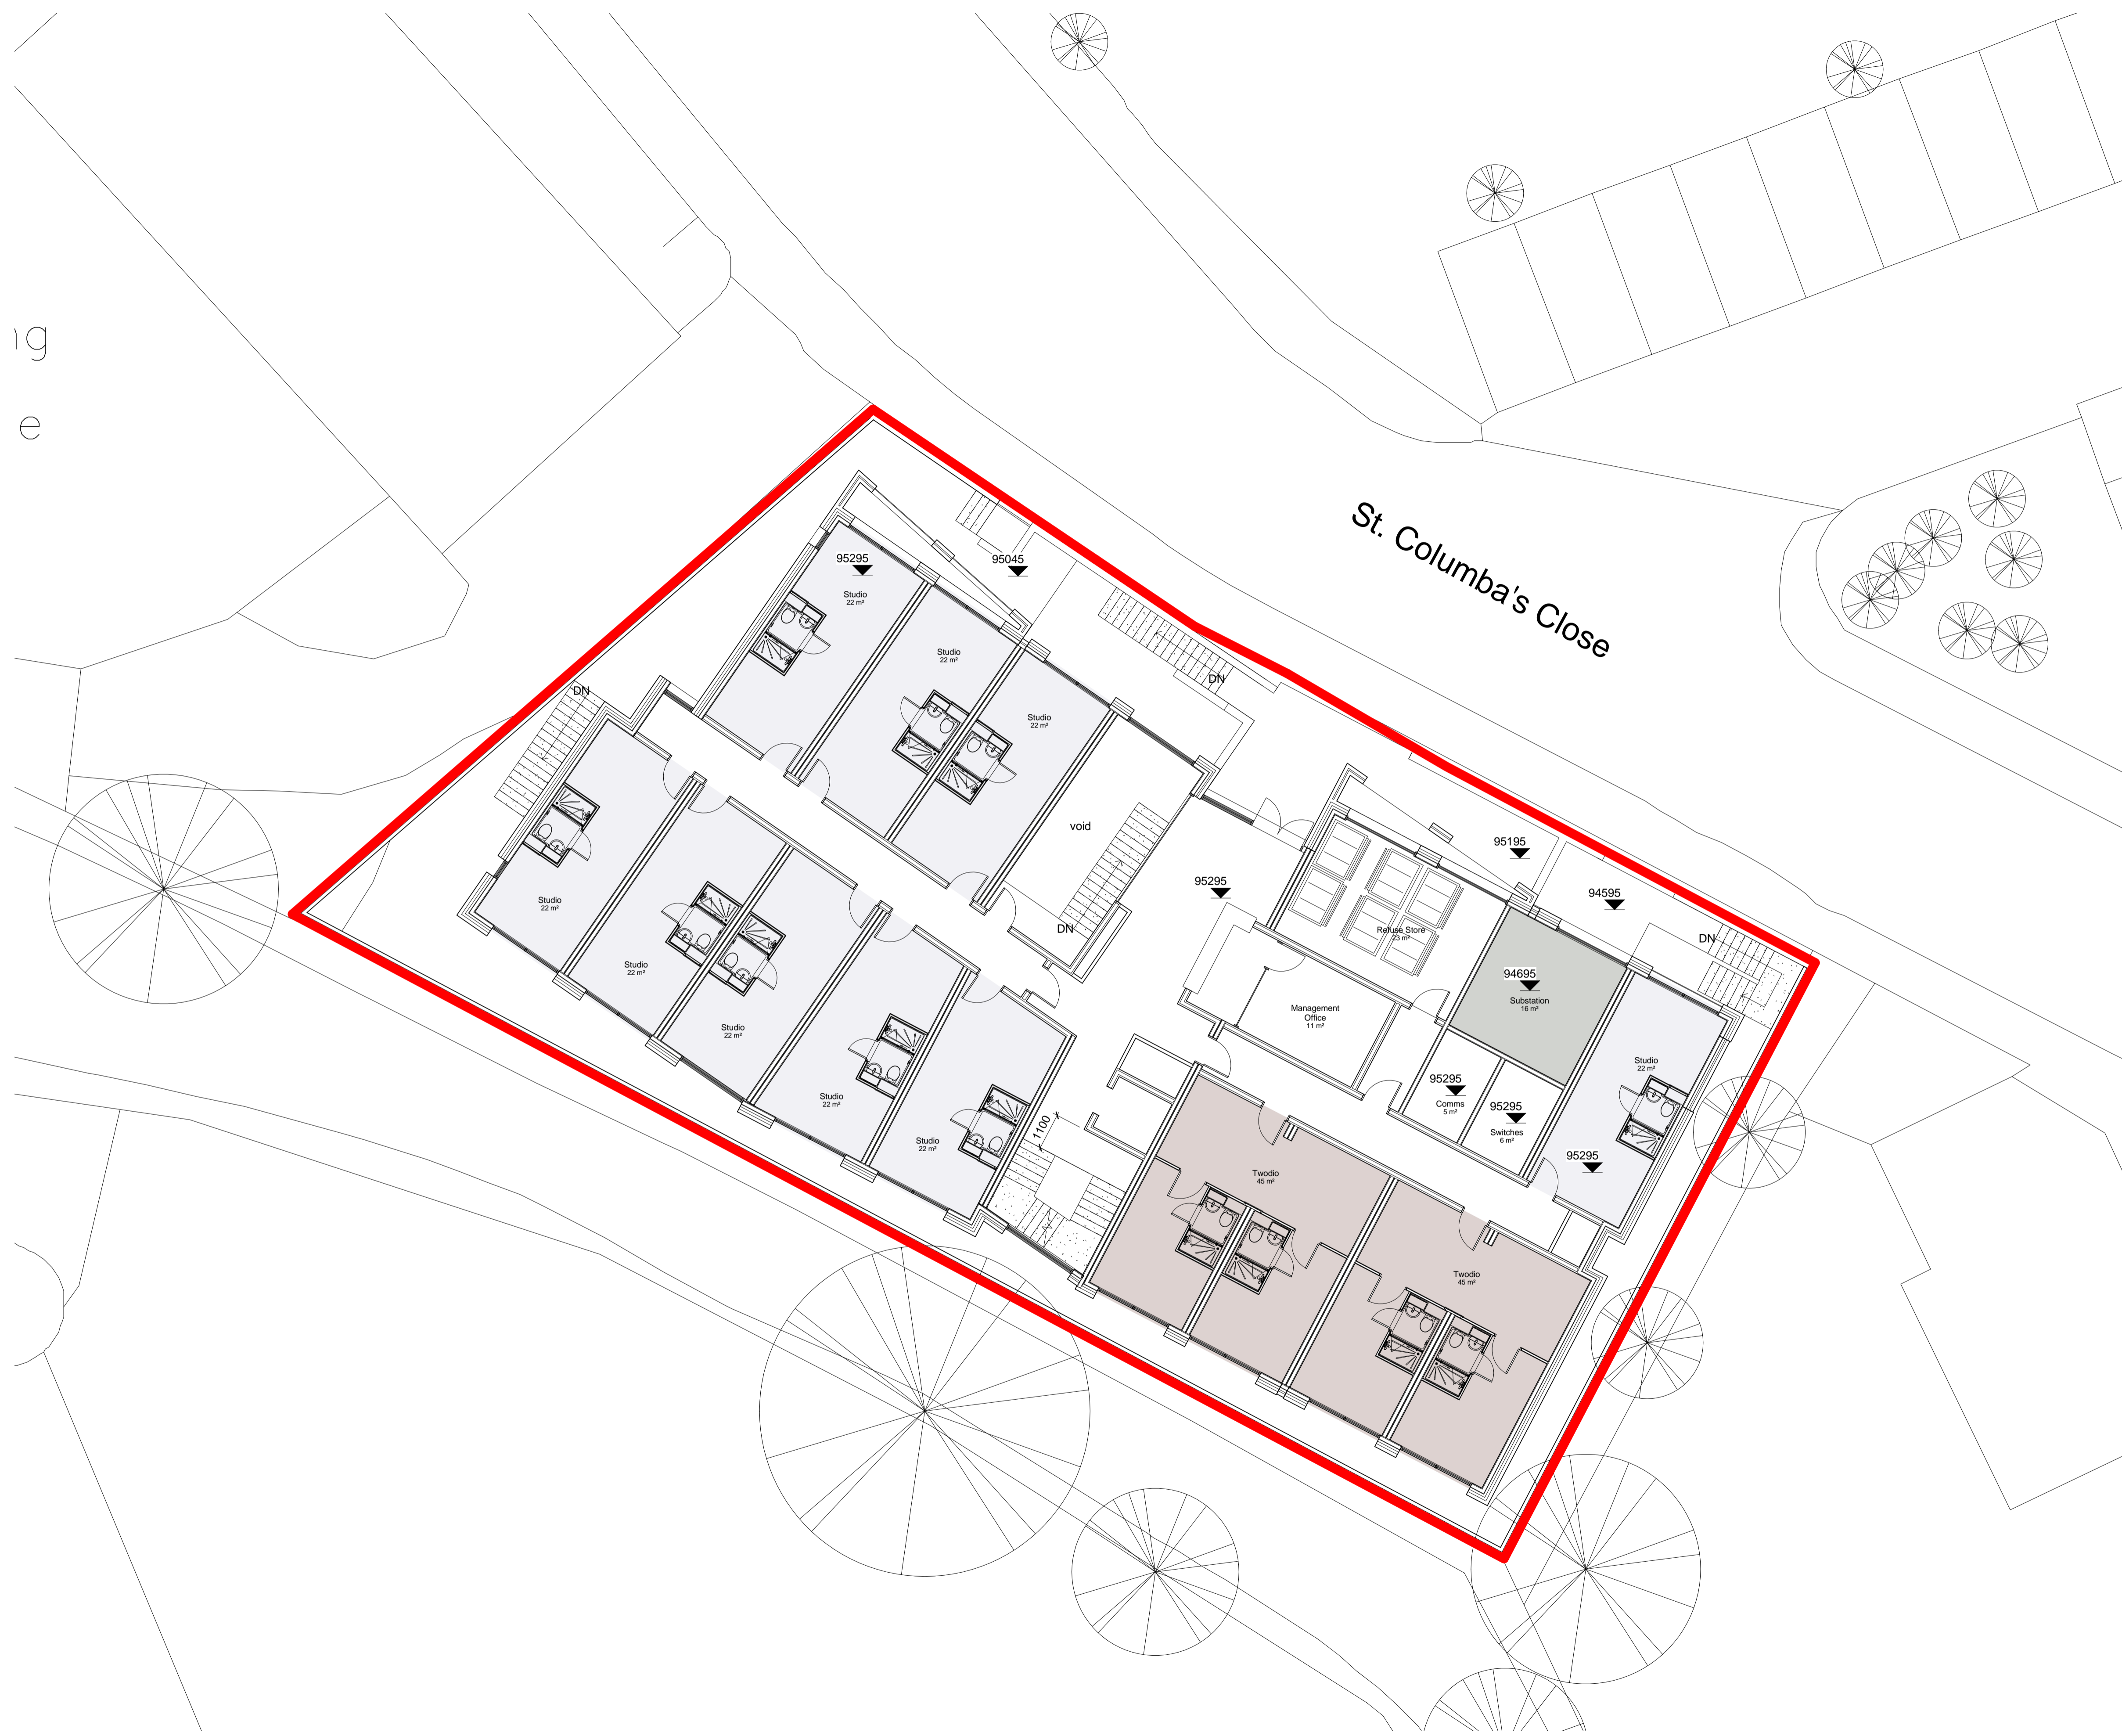 ng
e
St. Columba's Close
95295
Studio
22 m²
95045
Studio
22 m²
Studio
22 m²
DN
DN
void
DN
95295
95195
94595
DN
Refuse Store
23 m²
94695
Substation
16 m²
Management
Office
11 m²
Studio
22 m²
Studio
22 m²
Studio
22 m²
Studio
22 m²
Studio
22 m²
1100
95295
Comms
5 m²
95295
Switches
6 m²
Studio
22 m²
95295
Twodio
45 m²
Twodio
45 m²